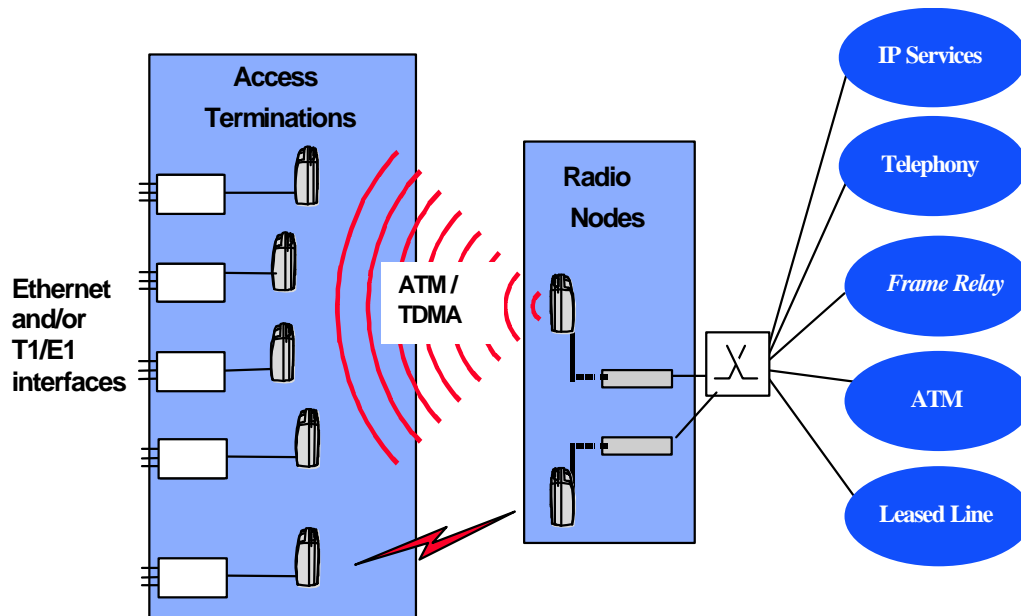 Access
Terminations
Ethernet
and/or
T1/E1
interfaces
ATM /
TDMA
Radio
Nodes
IP Services
Telephony
Frame Relay
ATM
Leased Line